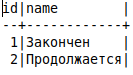 id|name        |
--+------------+
 1|Закончен    |
 2|Продолжается|